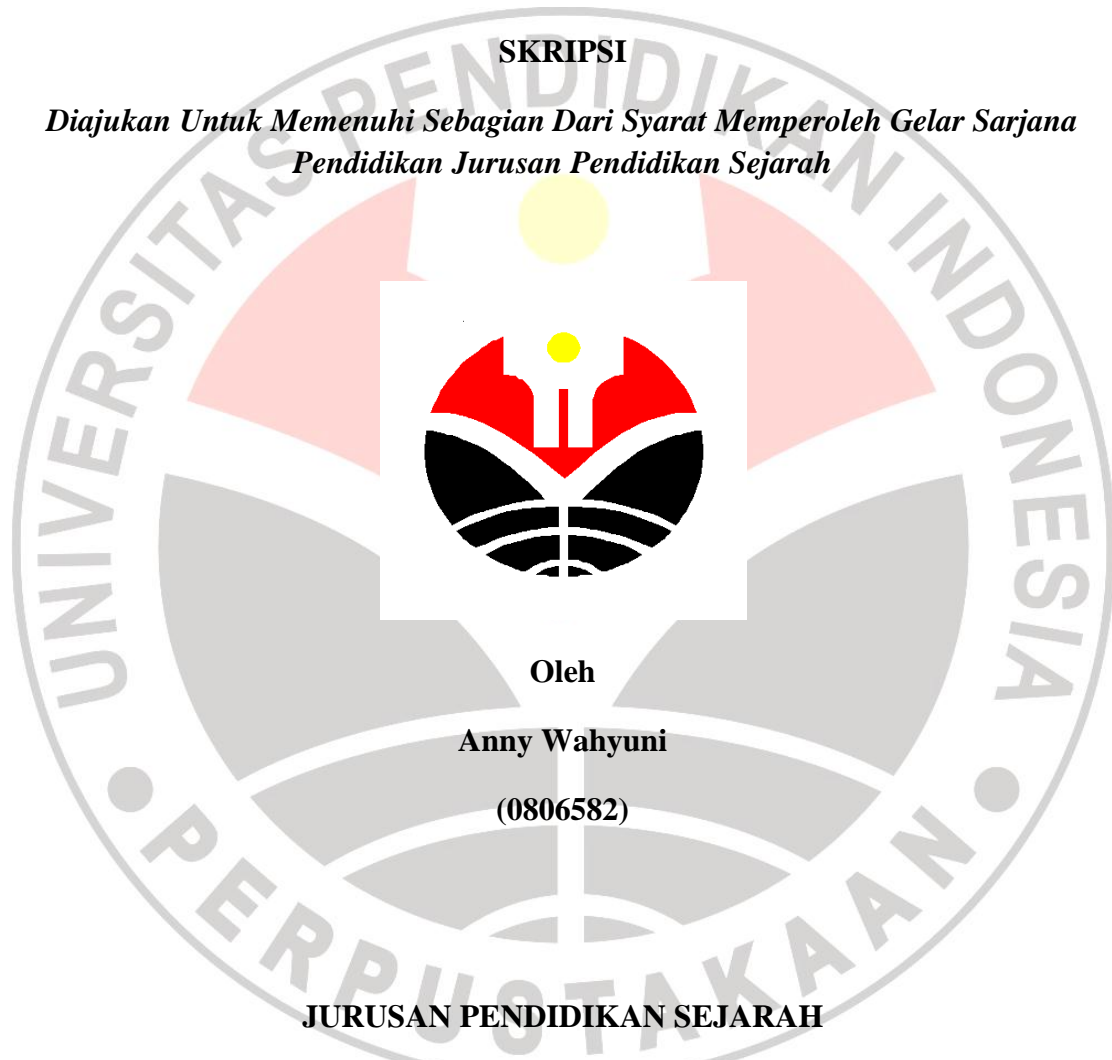 SKRIPSI
Diajukan Untuk Memenuhi Sebagian Dari Syarat Memperoleh Gelar Sarjana
Pendidikan Jurusan Pendidikan Sejarah
UNIVERSITAS PENDIDIKAN INDONESIA
Oleh
Anny Wahyuni
(0806582)
PERPUSTAKAAN
JURUSAN PENDIDIKAN SEJARAH